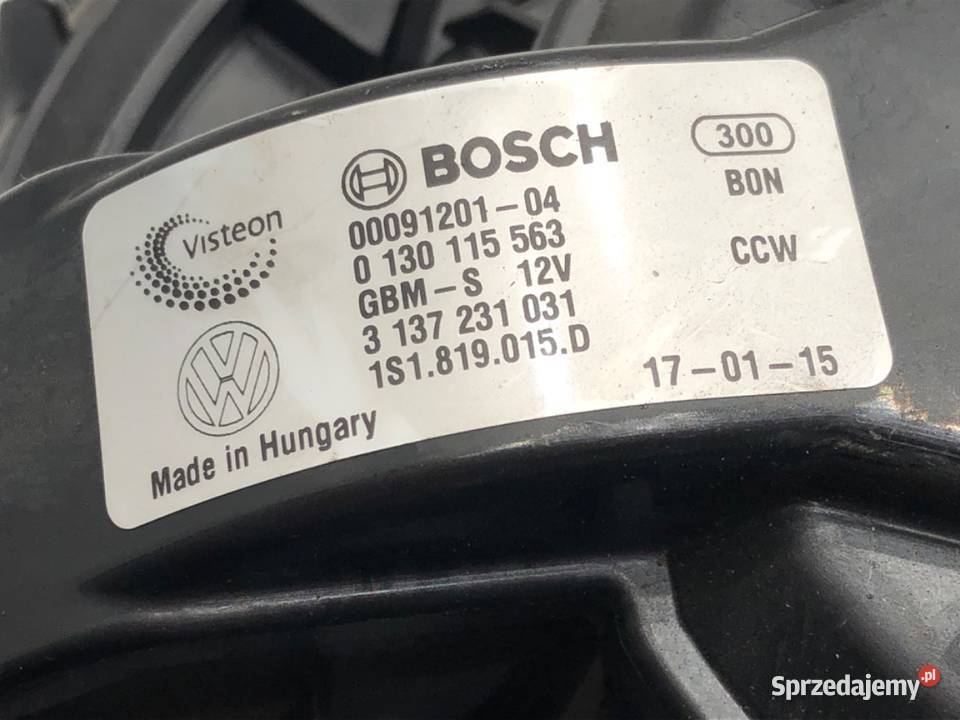 BOSCH
300
BON
CCW
Visteon
00091201-04
0 130 115 563
GBM-S 12V
3 137 231 031
1S1.819.015.D
17-01-15
Made in Hungary
Sprzedajemy.pl